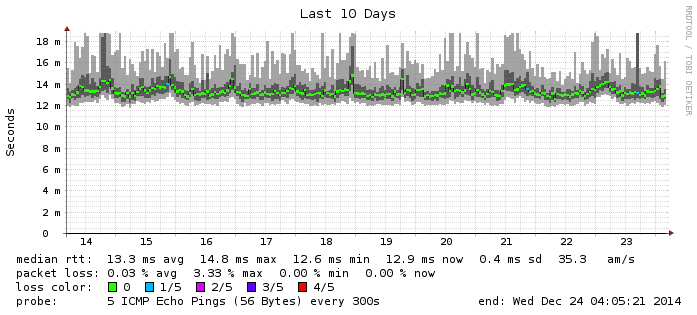 Last 10 Days
RRDTOOL / TOBI OETIKER
Seconds
18 m
16 m
14 m
12 m
10 m
8 m
6 m
4 m
2 m
0
14 15 16 17 18 19 20 21 22 23
median rtt: 13.3 ms avg 14.8 ms max 12.6 ms min 12.9 ms now 0.4 ms sd 35.3 am/s
packet loss: 0.03 % avg 3.33 % max 0.00 % min 0.00 % now
loss color: 0 1/5 2/5 3/5 4/5
probe: 5 ICMP Echo Pings (56 Bytes) every 300s end: Wed Dec 24 04:05:21 2014